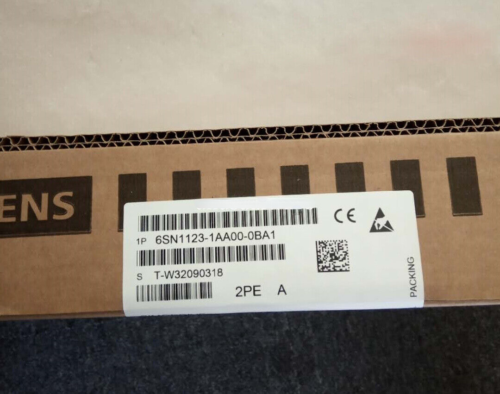 ENS
1P 6SN1123-1AA00-0BA1
S T-W32090318
2PE A
CE
PACKING